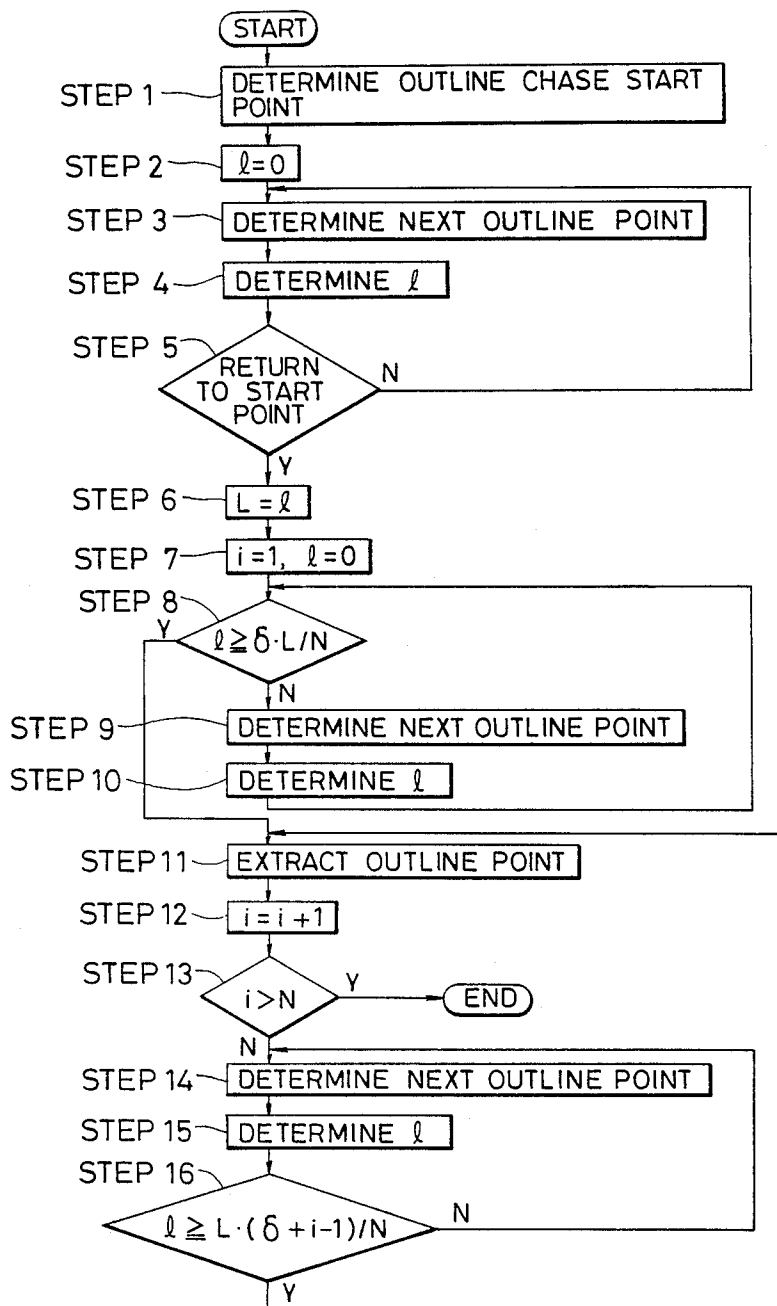 START
STEP 1
DETERMINE OUTLINE CHASE START
POINT
STEP 2
ℓ=0
STEP 3
DETERMINE NEXT OUTLINE POINT
STEP 4
DETERMINE ℓ
STEP 5
RETURN
TO START
POINT
N
Y
STEP 6
L=ℓ
STEP 7
i=1, ℓ=0
STEP 8
Y
ℓ≧δ·L/N
N
STEP 9
DETERMINE NEXT OUTLINE POINT
STEP 10
DETERMINE ℓ
STEP 11
EXTRACT OUTLINE POINT
STEP 12
i=i+1
STEP 13
i>N
Y
END
N
STEP 14
DETERMINE NEXT OUTLINE POINT
STEP 15
DETERMINE ℓ
STEP 16
ℓ≧L·(δ+i-1)/N
N
Y